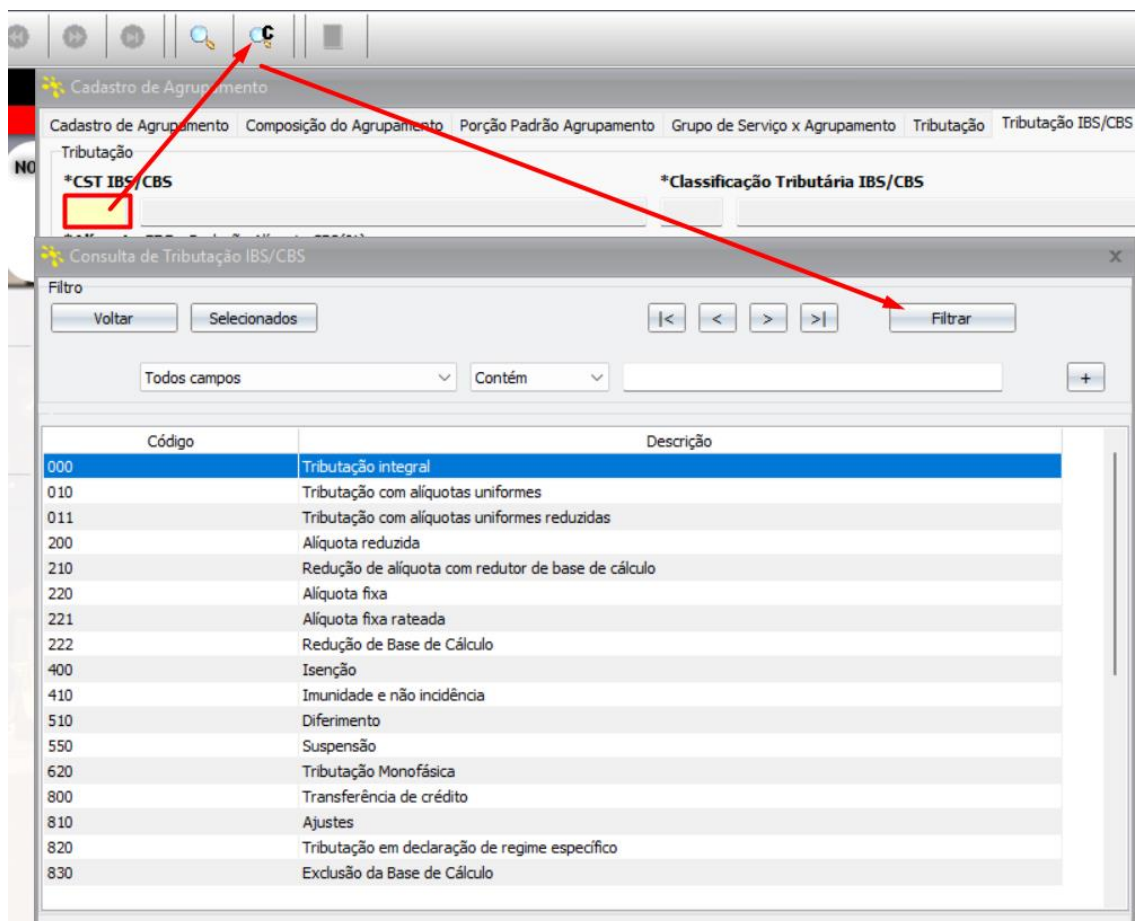 C
Cadastro de Agrupamento
Cadastro de Agrupamento Composição do Agrupamento Porção Padrão Agrupamento Grupo de Serviço x Agrupamento Tributação Tributação IBS/CBS
Tributação
NO
*CST IBS/CBS *Classificação Tributária IBS/CBS
Consulta de Tributação IBS/CBS X
Filtro
Voltar Selecionados |< < > >| Filtrar
Todos campos Contém +
Código Descrição
000 Tributação integral
010 Tributação com alíquotas uniformes
011 Tributação com alíquotas uniformes reduzidas
200 Alíquota reduzida
210 Redução de alíquota com redutor de base de cálculo
220 Alíquota fixa
221 Alíquota fixa rateada
222 Redução de Base de Cálculo
400 Isenção
410 Imunidade e não incidência
510 Diferimento
550 Suspensão
620 Tributação Monofásica
800 Transferência de crédito
810 Ajustes
820 Tributação em declaração de regime específico
830 Exclusão da Base de Cálculo